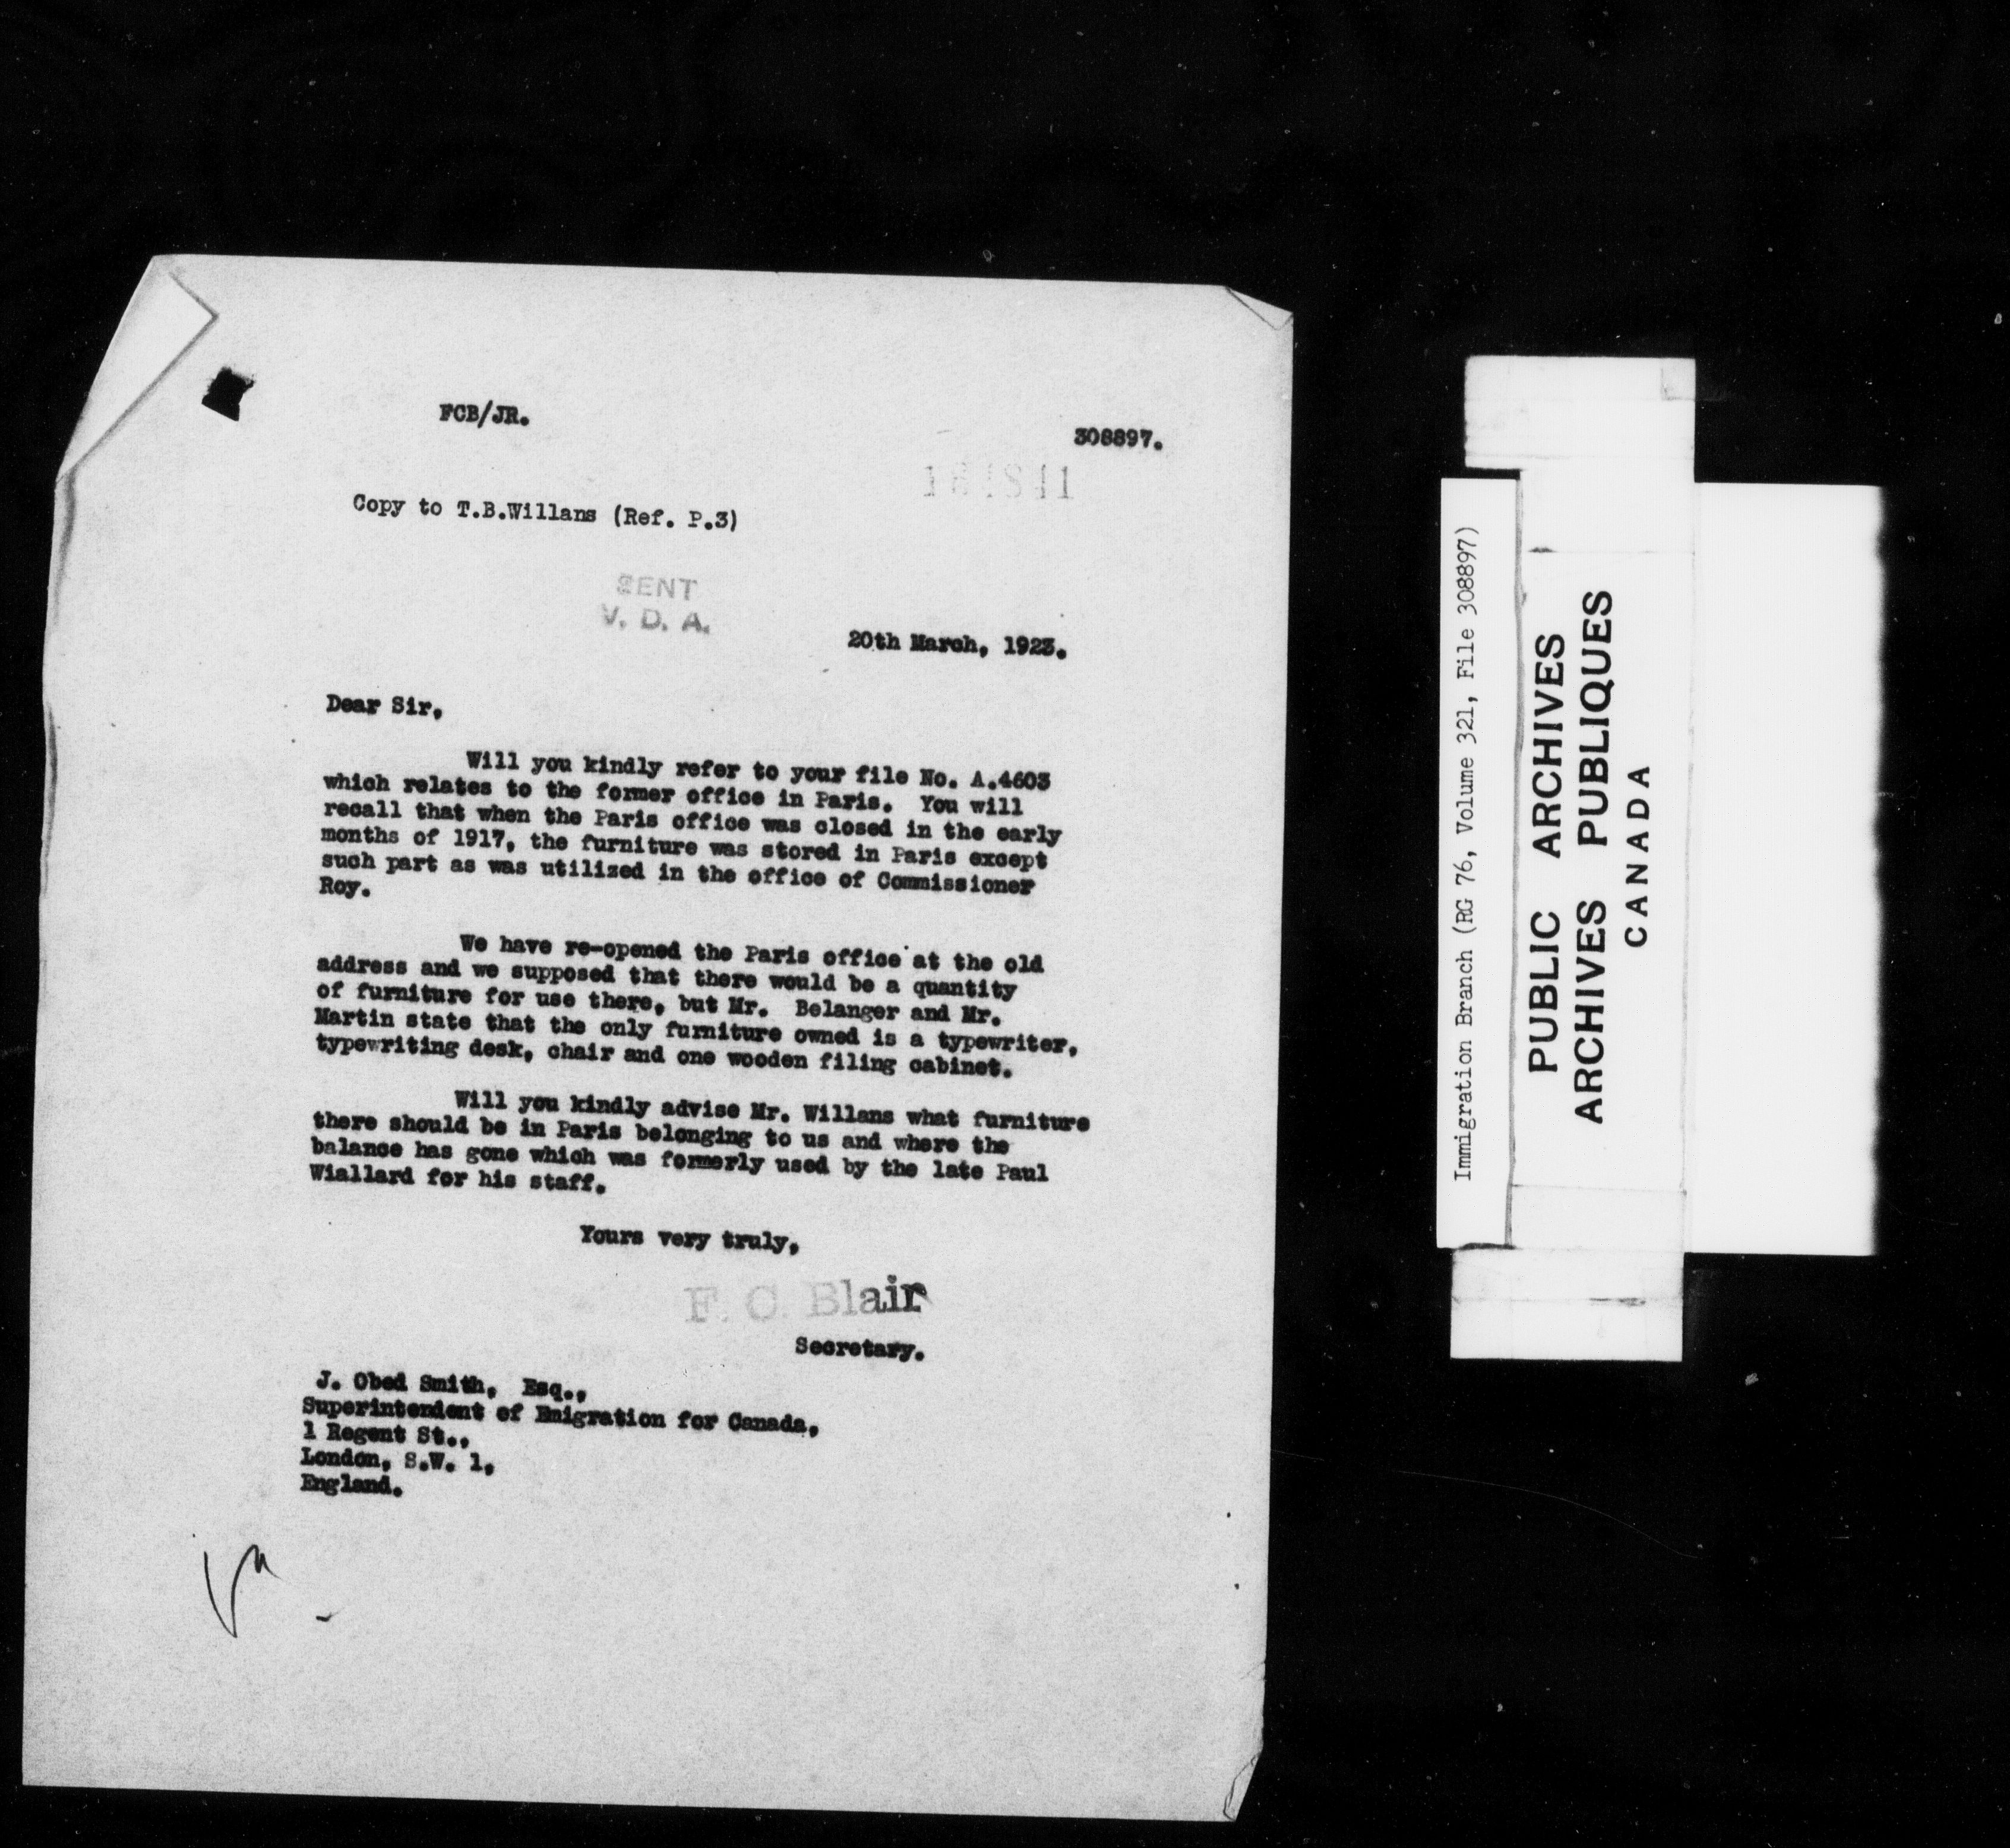 FCB/JR.
308897.
Copy to T.B.Willans (Ref. P.3)
SENT
V. D. A.
20th March, 1923.
Dear Sir,
Will you kindly refer to your file No. A.4603
which relates to the former office in Paris. You will
recall that when the Paris office was closed in the early
months of 1917, the furniture was stored in Paris except
such part as was utilized in the office of Commissioner
Roy.
We have re-opened the Paris office at the old
address and we supposed that there would be a quantity
of furniture for use there, but Mr. Belanger and Mr.
Martin state that the only furniture owned is a typewriter,
typewriting desk, chair and one wooden filing cabinet.
Will you kindly advise Mr. Willans what furniture
there should be in Paris belonging to us and where the
balance has gone which was formerly used by the late Paul
Wiallard for his staff.
Yours very truly,
F. C. Blair
Secretary.
J. Obed Smith, Esq.,
Superintendent of Emigration for Canada,
1 Regent St.,
London, S.W. 1,
England.
Immigration Branch (RG 76, Volume 321, File 308897)
PUBLIC ARCHIVES
ARCHIVES PUBLIQUES
CANADA